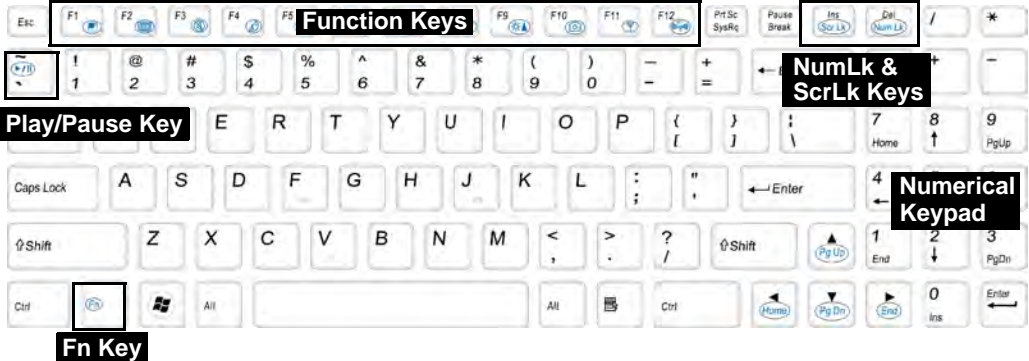 Esc F1 F2 F3 F4 F5 Function Keys F9 F10 F11 F12 Prt Sc SysRq Pause Break Ins Scr Lk Del Num Lk / *
~ ` ! 1 @ 2 # 3 $ 4 % 5 ^ 6 & 7 * 8 ( 9 ) 0 — - + = ← NumLk & ScrLk Keys + −
Play/Pause Key E R T Y U I O P { [ } ] ¦ \ 7 Home 8 ↑ 9 PgUp
Caps Lock A S D F G H J K L : ; " ' Enter 4 ← Numerical Keypad
Shift Z X C V B N M < , > . ? / Shift Pg Up 1 End 2 ↓ 3 PgDn
Ctrl Fn Alt Alt Ctrl Home Pg Dn End 0 Ins Enter
Fn Key